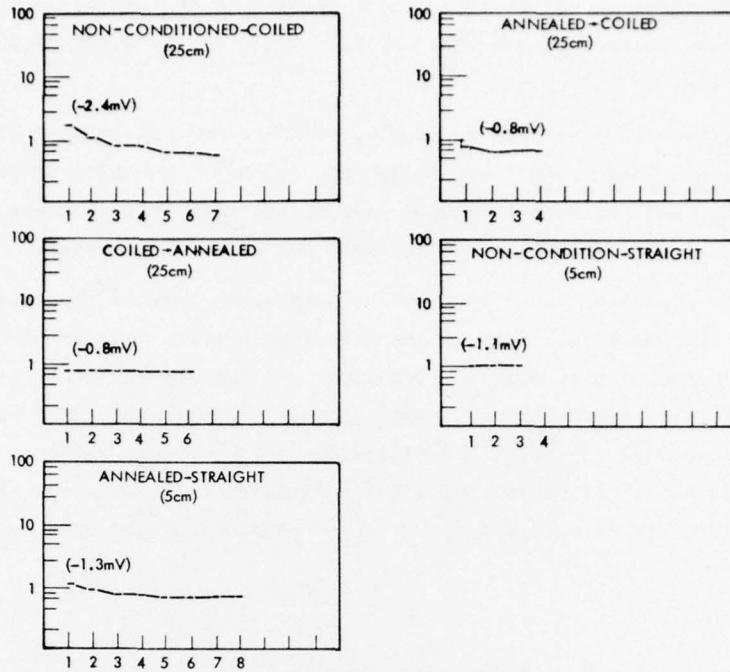 100
NON-CONDITIONED-COILED
(25cm)
10
(-2.4mV)
1
1 2 3 4 5 6 7
100
ANNEALED→COILED
(25cm)
10
1
(-0.8mV)
1 2 3 4
100
COILED→ANNEALED
(25cm)
10
(-0.8mV)
1
1 2 3 4 5 6
100
NON-CONDITION-STRAIGHT
(5cm)
10
(-1.1mV)
1
1 2 3 4
100
ANNEALED-STRAIGHT
(5cm)
10
(-1.3mV)
1
1 2 3 4 5 6 7 8